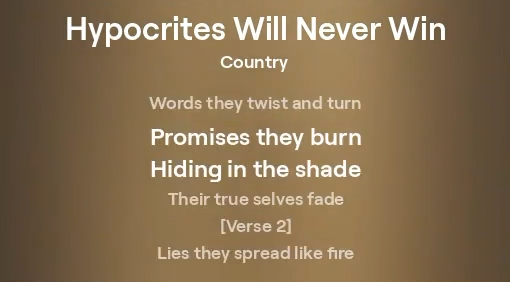 Hypocrites Will Never Win
Country
Words they twist and turn
Promises they burn
Hiding in the shade
Their true selves fade
[Verse 2]
Lies they spread like fire